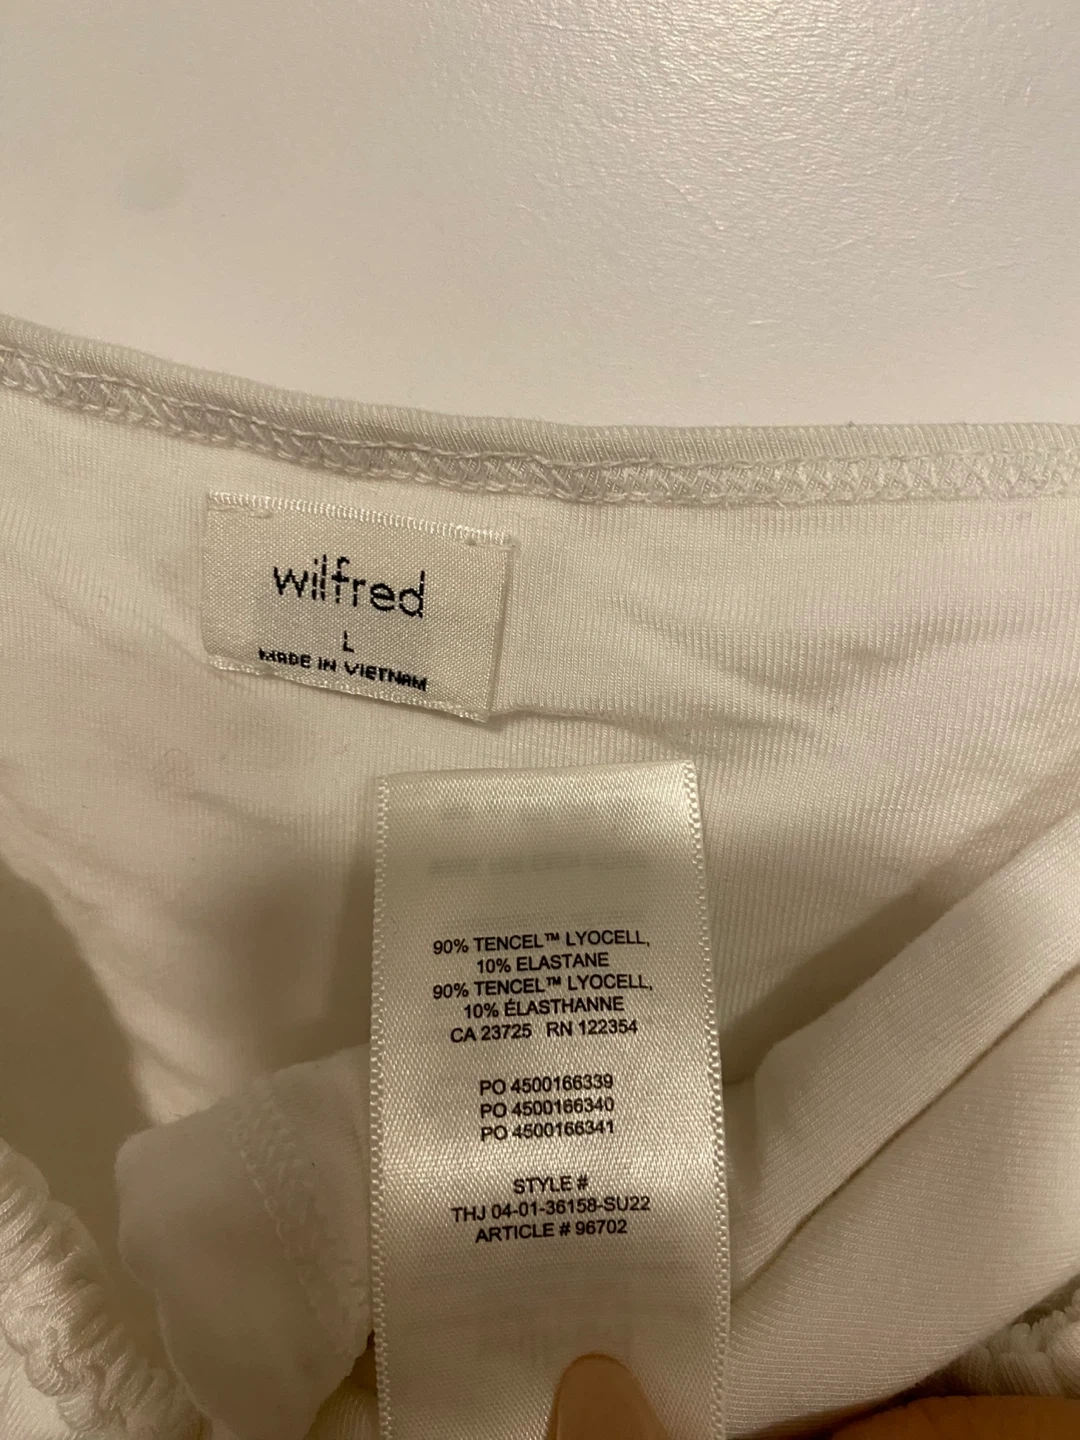 wilfred
L
MADE IN VIETNAM
90% TENCEL™ LYOCELL,
10% ELASTANE
90% TENCEL™ LYOCELL,
10% ÉLASTHANNE
CA 23725 RN 122354
PO 4500166339
PO 4500166340
PO 4500166341
STYLE #
THJ 04-01-36158-SU22
ARTICLE # 96702